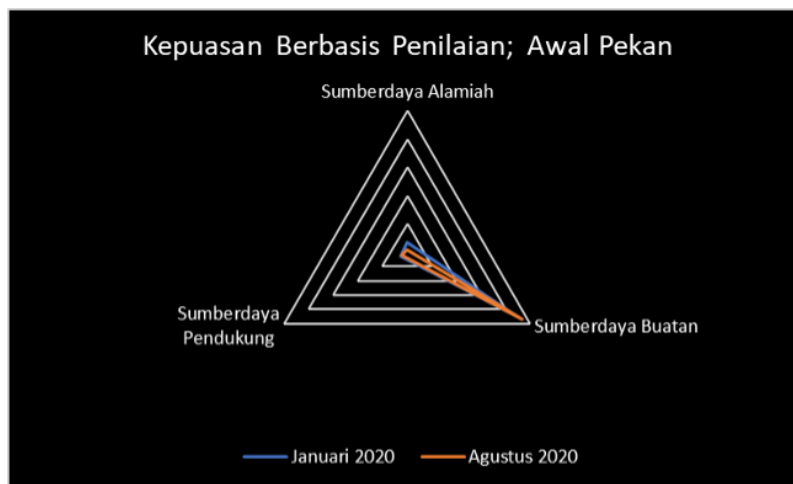 Kepuasan Berbasis Penilaian; Awal Pekan
Sumberdaya Alamiah
Sumberdaya
Pendukung
Sumberdaya Buatan
Januari 2020
Agustus 2020